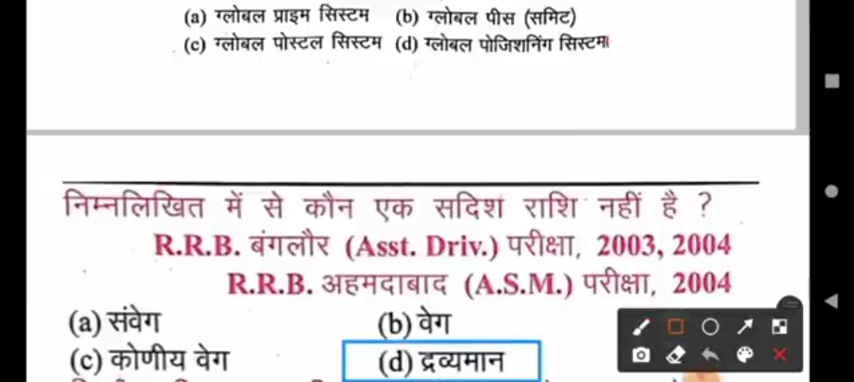 (a) ग्लोबल प्राइम सिस्टम (b) ग्लोबल पीस (समिट)
(c) ग्लोबल पोस्टल सिस्टम (d) ग्लोबल पोजिशनिंग सिस्टम
निम्नलिखित में से कौन एक सदिश राशि नहीं है ?
R.R.B. बंगलौर (Asst. Driv.) परीक्षा, 2003, 2004
R.R.B. अहमदाबाद (A.S.M.) परीक्षा, 2004
(a) संवेग (b) वेग
(c) कोणीय वेग (d) द्रव्यमान